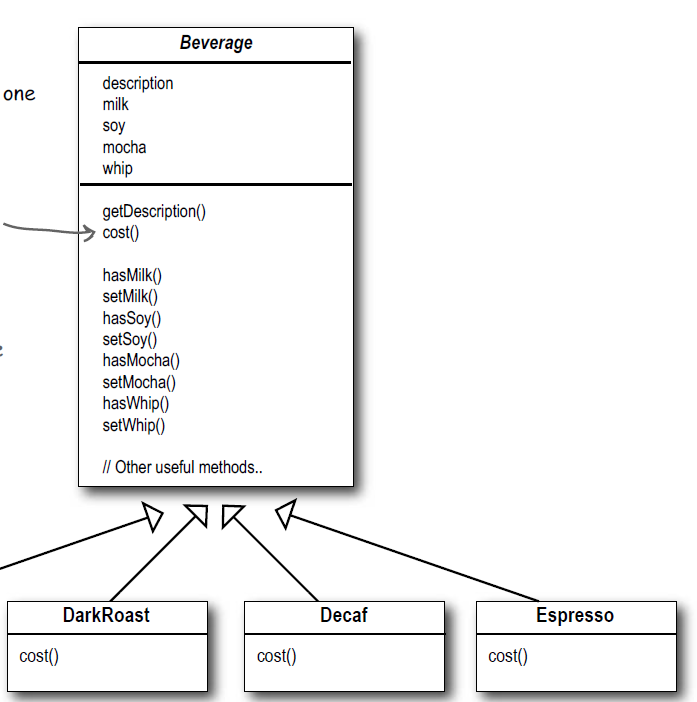 Beverage
one
description
milk
soy
mocha
whip
getDescription()
cost()
hasMilk()
setMilk()
hasSoy()
setSoy()
hasMocha()
setMocha()
hasWhip()
setWhip()
// Other useful methods..
DarkRoast
cost()
Decaf
cost()
Espresso
cost()